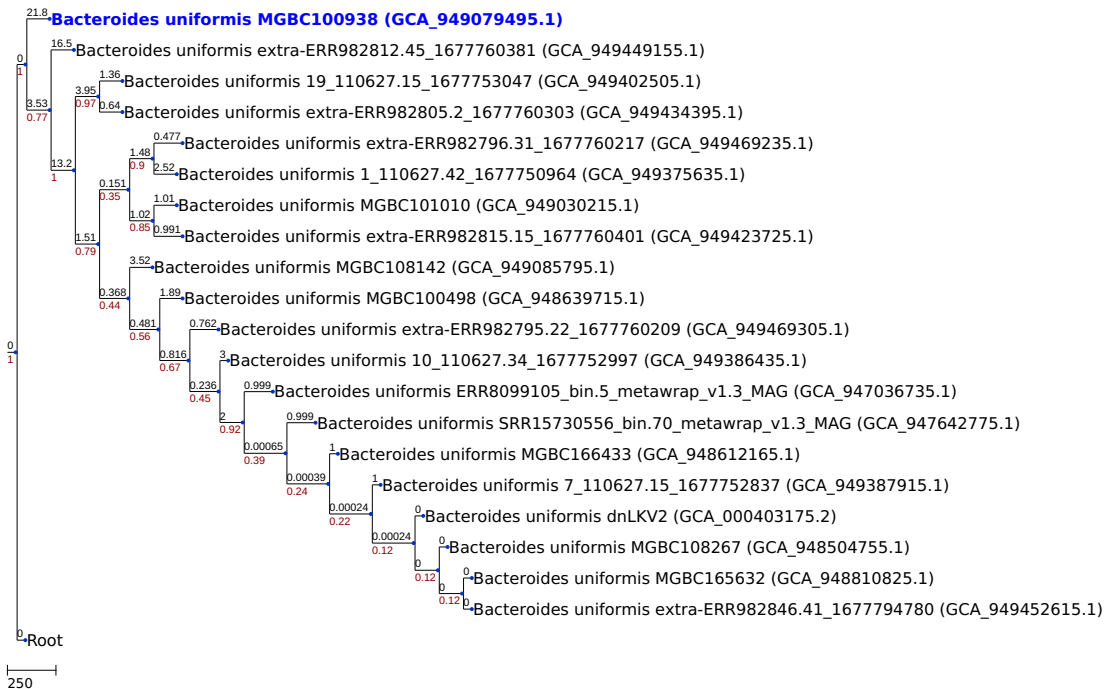 21.8 Bacteroides uniformis MGBC100938 (GCA_949079495.1)
16.5 Bacteroides uniformis extra-ERR982812.45_1677760381 (GCA_949449155.1)
0
1
1.36 Bacteroides uniformis 19_110627.15_1677753047 (GCA_949402505.1)
3.95
0.97
3.53
0.77
0.64 Bacteroides uniformis extra-ERR982805.2_1677760303 (GCA_949434395.1)
0.477 Bacteroides uniformis extra-ERR982796.31_1677760217 (GCA_949469235.1)
1.48
0.9
13.2
1
2.52 Bacteroides uniformis 1_110627.42_1677750964 (GCA_949375635.1)
0.151
0.35
1.01 Bacteroides uniformis MGBC101010 (GCA_949030215.1)
1.02
0.85
0.991 Bacteroides uniformis extra-ERR982815.15_1677760401 (GCA_949423725.1)
1.51
0.79
3.52 Bacteroides uniformis MGBC108142 (GCA_949085795.1)
0.368
0.44
1.89 Bacteroides uniformis MGBC100498 (GCA_948639715.1)
0.481
0.56
0.762 Bacteroides uniformis extra-ERR982795.22_1677760209 (GCA_949469305.1)
0
1
0.816
0.67
3 Bacteroides uniformis 10_110627.34_1677752997 (GCA_949386435.1)
0.236
0.45
0.999 Bacteroides uniformis ERR8099105_bin.5_metawrap_v1.3_MAG (GCA_947036735.1)
2
0.92
0.999 Bacteroides uniformis SRR15730556_bin.70_metawrap_v1.3_MAG (GCA_947642775.1)
0.00065
0.39
1 Bacteroides uniformis MGBC166433 (GCA_948612165.1)
0.00039
0.24
1 Bacteroides uniformis 7_110627.15_1677752837 (GCA_949387915.1)
0.00024
0.22
0 Bacteroides uniformis dnLKV2 (GCA_000403175.2)
0.00024
0.12
0 Bacteroides uniformis MGBC108267 (GCA_948504755.1)
0
0.12
0 Bacteroides uniformis MGBC165632 (GCA_948810825.1)
0
0.12
0 Bacteroides uniformis extra-ERR982846.41_1677794780 (GCA_949452615.1)
0 Root
250